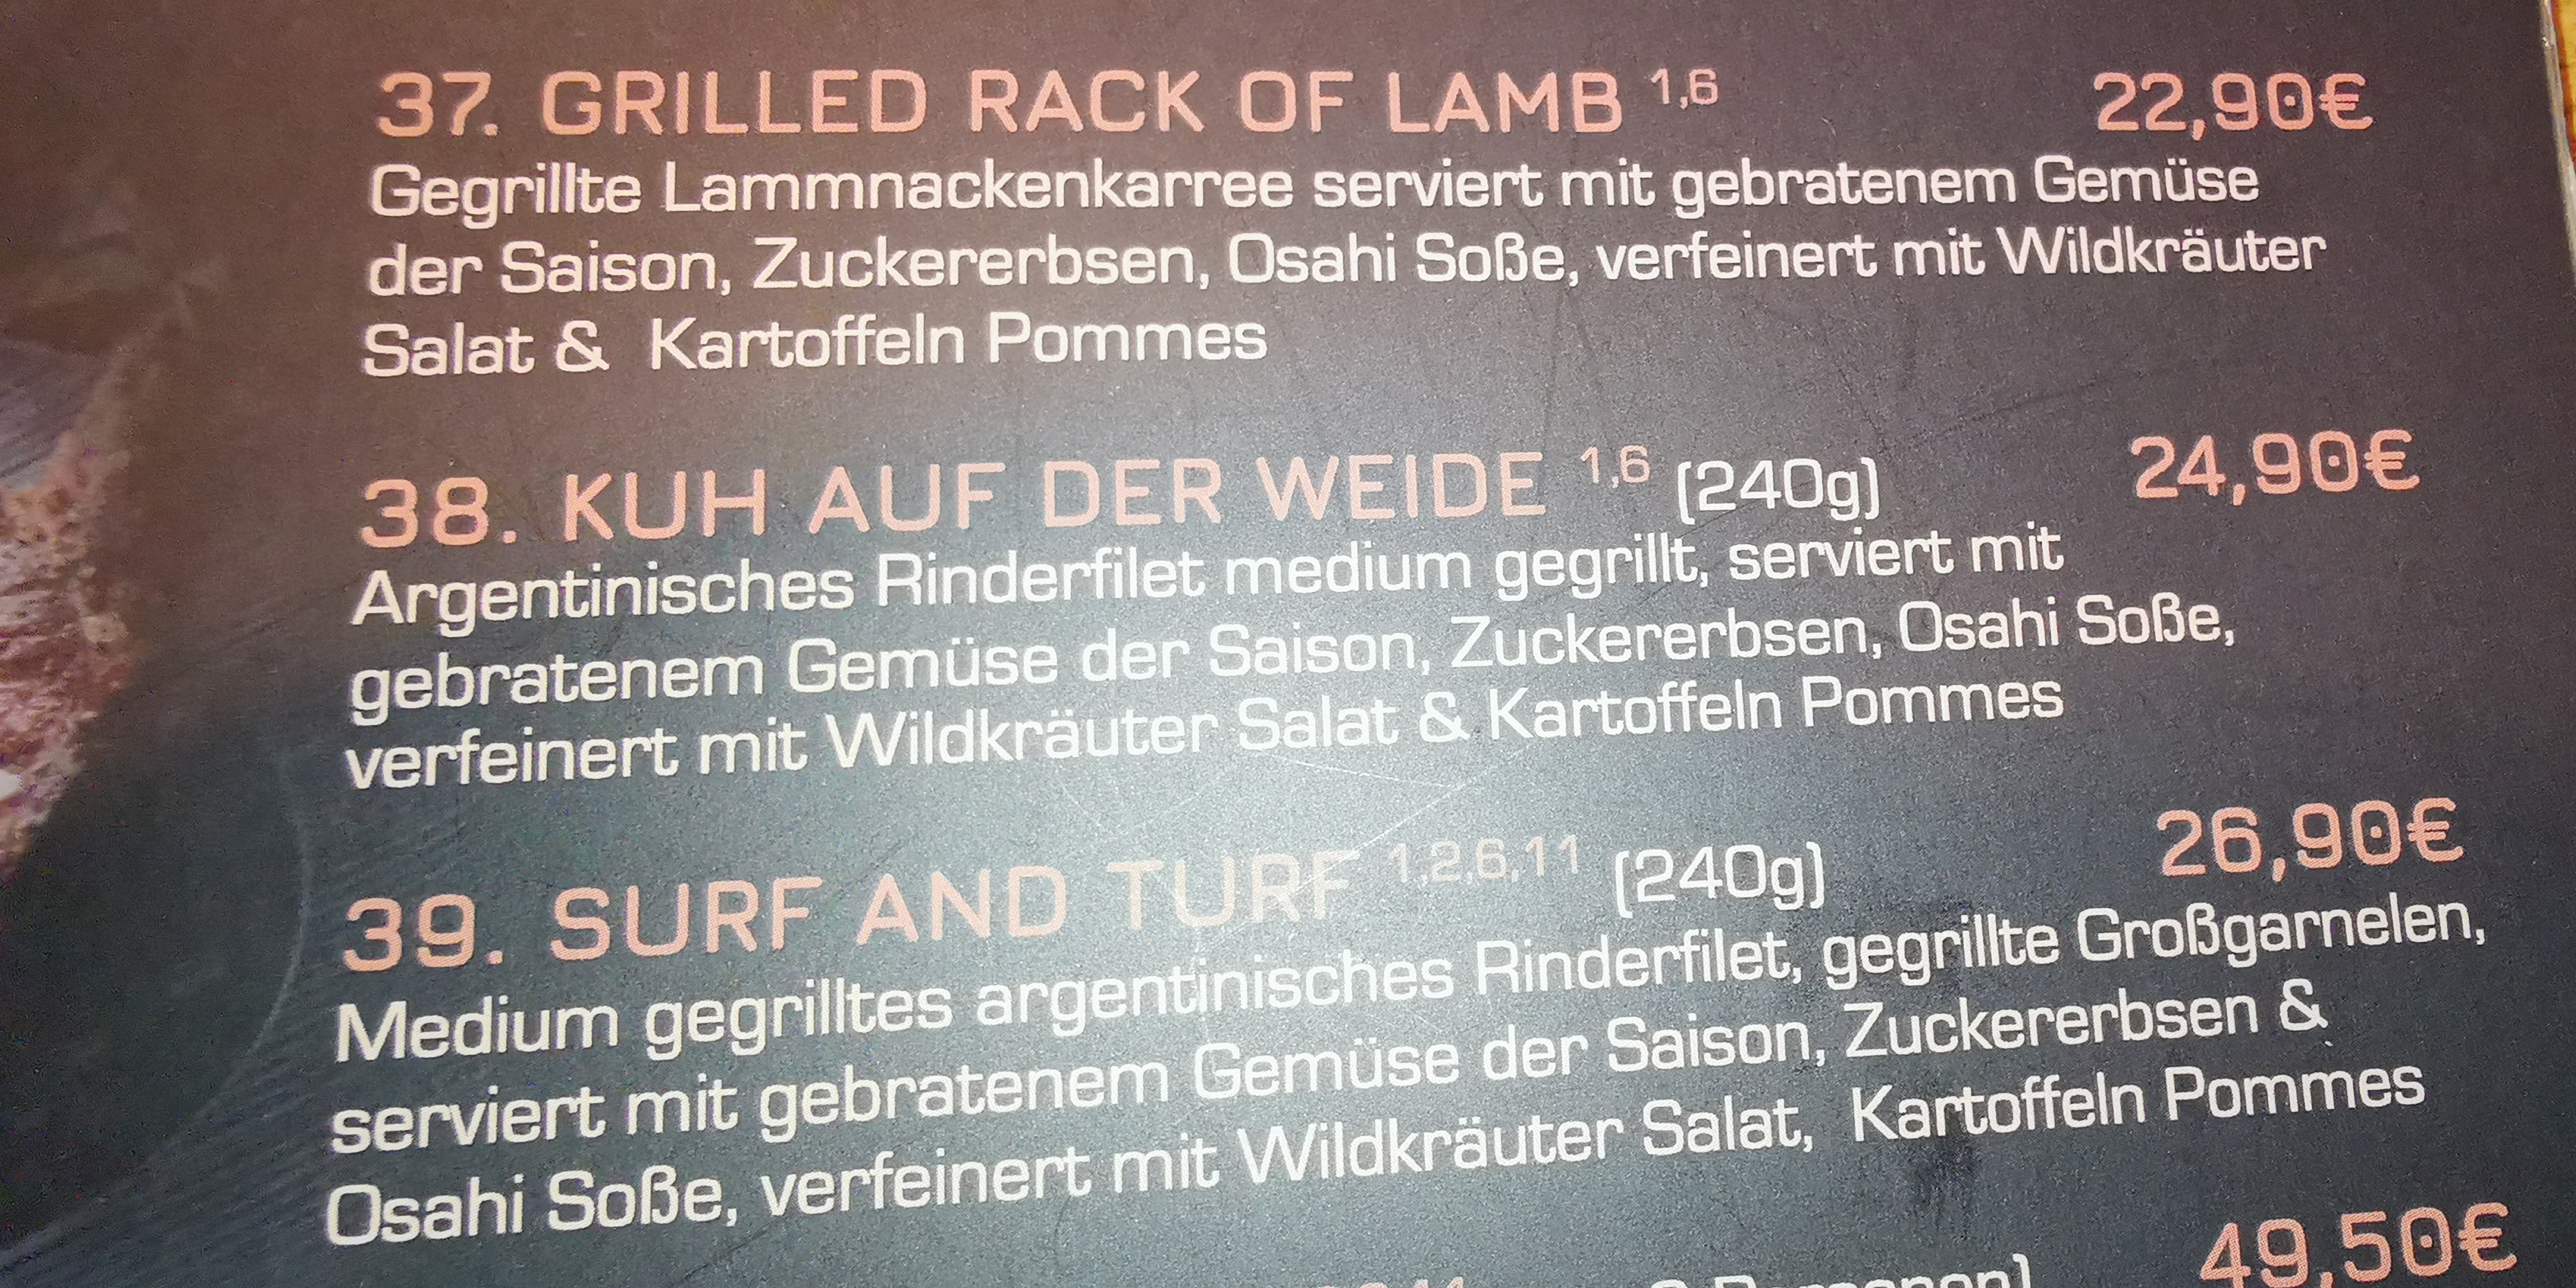 37. GRILLED RACK OF LAMB 1,6 22,90€
Gegrillte Lammnackenkarree serviert mit gebratenem Gemüse
der Saison, Zuckererbsen, Osahi Soße, verfeinert mit Wildkräuter
Salat & Kartoffeln Pommes
38. KUH AUF DER WEIDE 1,6 (240g) 24,90€
Argentinisches Rinderfilet medium gegrillt, serviert mit
gebratenem Gemüse der Saison, Zuckererbsen, Osahi Soße,
verfeinert mit Wildkräuter Salat & Kartoffeln Pommes
39. SURF AND TURF 1,2,6,11 (240g) 26,90€
Medium gegrilltes argentinisches Rinderfilet, gegrillte Großgarnelen,
serviert mit gebratenem Gemüse der Saison, Zuckererbsen &
Osahi Soße, verfeinert mit Wildkräuter Salat, Kartoffeln Pommes
49,50€